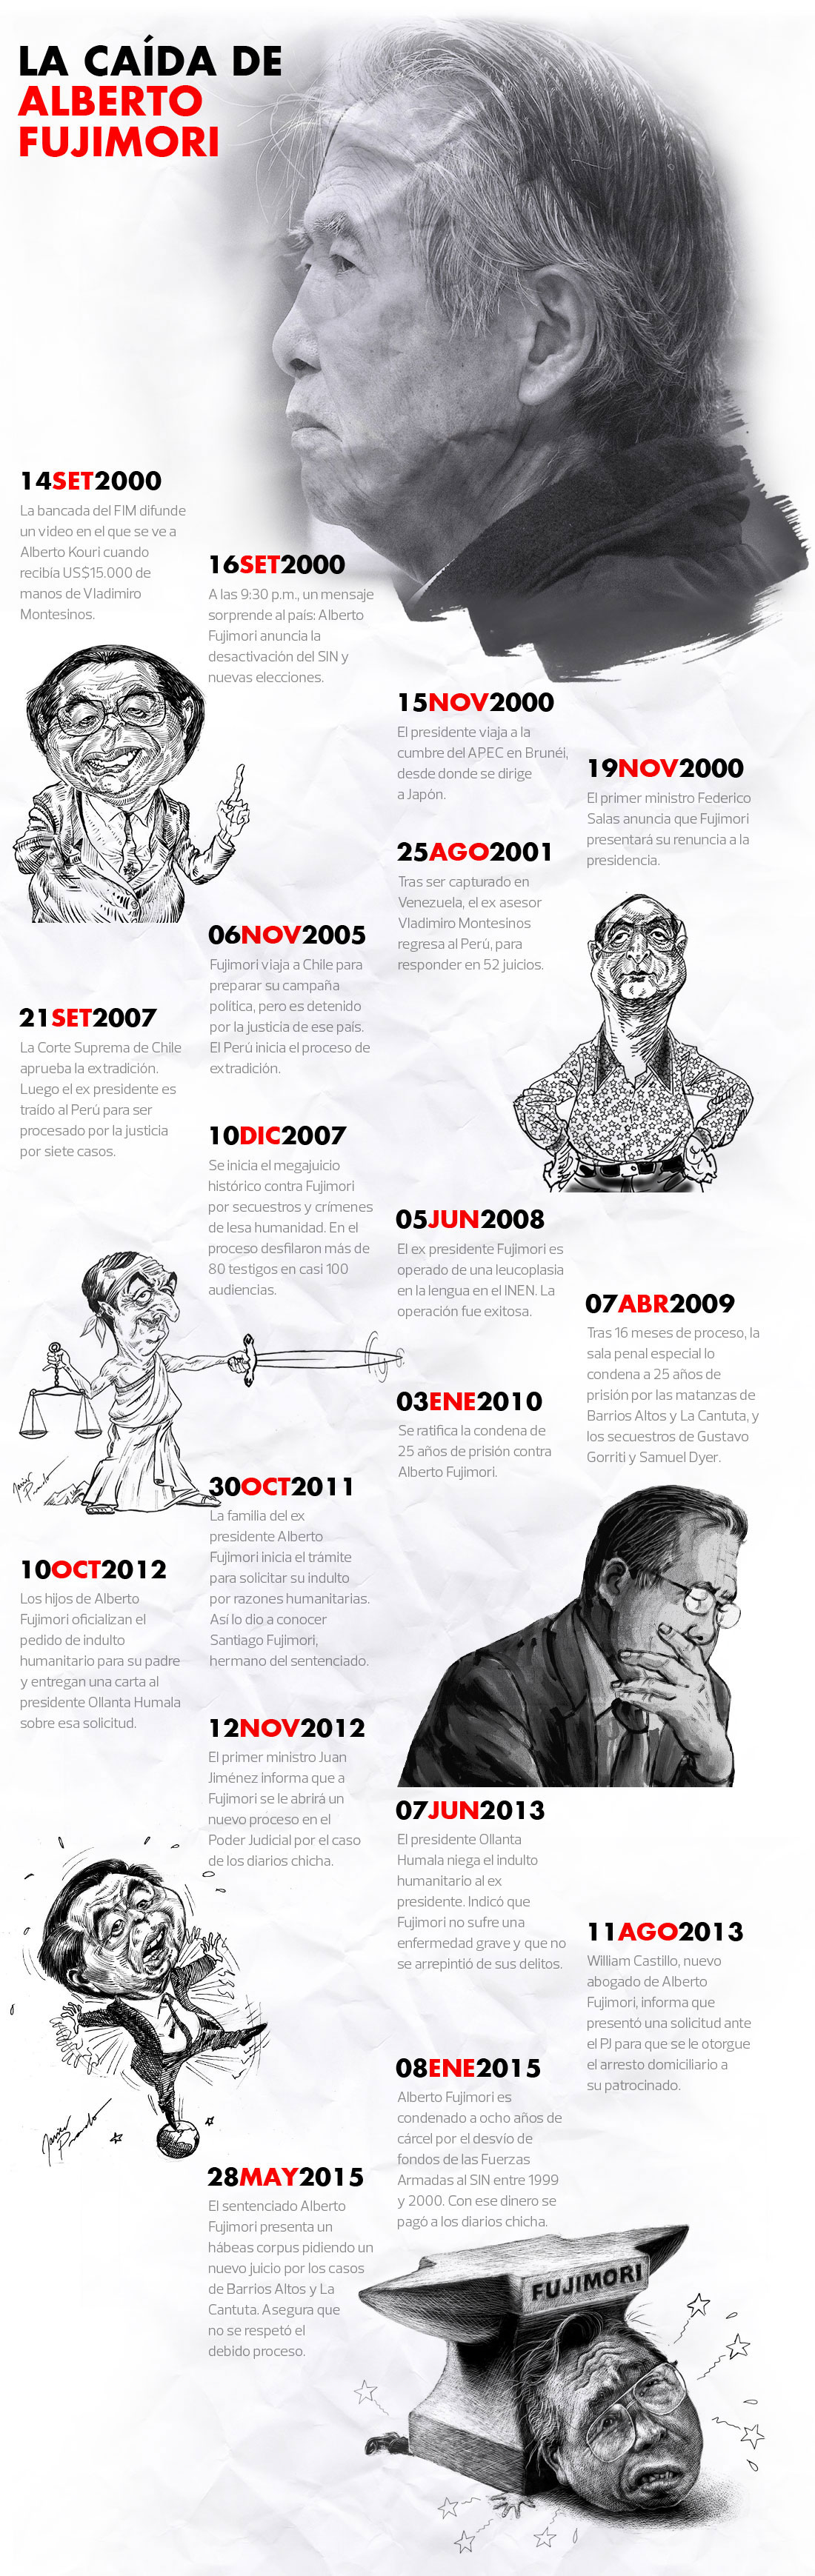 LA CAÍDA DE
ALBERTO
FUJIMORI
14SET2000
La bancada del FIM difunde
un video en el que se ve a
Alberto Kouri cuando
recibía US$15.000 de
manos de Vladimiro
Montesinos.
16SET2000
A las 9:30 p.m., un mensaje
sorprende al país: Alberto
Fujimori anuncia la
desactivación del SIN y
nuevas elecciones.
15NOV2000
El presidente viaja a la
cumbre del APEC en Brunéi,
desde donde se dirige
a Japón.
19NOV2000
El primer ministro Federico
Salas anuncia que Fujimori
presentará su renuncia a la
presidencia.
25AGO2001
Tras ser capturado en
Venezuela, el ex asesor
Vladimiro Montesinos
regresa al Perú, para
responder en 52 juicios.
06NOV2005
Fujimori viaja a Chile para
preparar su campaña
política, pero es detenido
por la justicia de ese país.
El Perú inicia el proceso de
extradición.
21SET2007
La Corte Suprema de Chile
aprueba la extradición.
Luego el ex presidente es
traído al Perú para ser
procesado por la justicia
por siete casos.
10DIC2007
Se inicia el megajuicio
histórico contra Fujimori
por secuestros y crímenes
de lesa humanidad. En el
proceso desfilaron más de
80 testigos en casi 100
audiencias.
05JUN2008
El ex presidente Fujimori es
operado de una leucoplasia
en la lengua en el INEN. La
operación fue exitosa.
07ABR2009
Tras 16 meses de proceso, la
sala penal especial lo
condena a 25 años de
prisión por las matanzas de
Barrios Altos y La Cantuta, y
los secuestros de Gustavo
Gorriti y Samuel Dyer.
03ENE2010
Se ratifica la condena de
25 años de prisión contra
Alberto Fujimori.
30OCT2011
La familia del ex
presidente Alberto
Fujimori inicia el trámite
para solicitar su indulto
por razones humanitarias.
Así lo dio a conocer
Santiago Fujimori,
hermano del sentenciado.
10OCT2012
Los hijos de Alberto
Fujimori oficializan el
pedido de indulto
humanitario para su padre
y entregan una carta al
presidente Ollanta Humala
sobre esa solicitud.
12NOV2012
El primer ministro Juan
Jiménez informa que a
Fujimori se le abrirá un
nuevo proceso en el
Poder Judicial por el caso
de los diarios chicha.
07JUN2013
El presidente Ollanta
Humala niega el indulto
humanitario al ex
presidente. Indicó que
Fujimori no sufre una
enfermedad grave y que no
se arrepintió de sus delitos.
11AGO2013
William Castillo, nuevo
abogado de Alberto
Fujimori, informa que
presentó una solicitud ante
el PJ para que se le otorgue
el arresto domiciliario a
su patrocinado.
08ENE2015
Alberto Fujimori es
condenado a ocho años de
cárcel por el desvío de
fondos de las Fuerzas
Armadas al SIN entre 1999
y 2000. Con ese dinero se
pagó a los diarios chicha.
28MAY2015
El sentenciado Alberto
Fujimori presenta un
hábeas corpus pidiendo un
nuevo juicio por los casos
de Barrios Altos y La
Cantuta. Asegura que
no se respetó el
debido proceso.
FUJIMORI
Javier
Prado